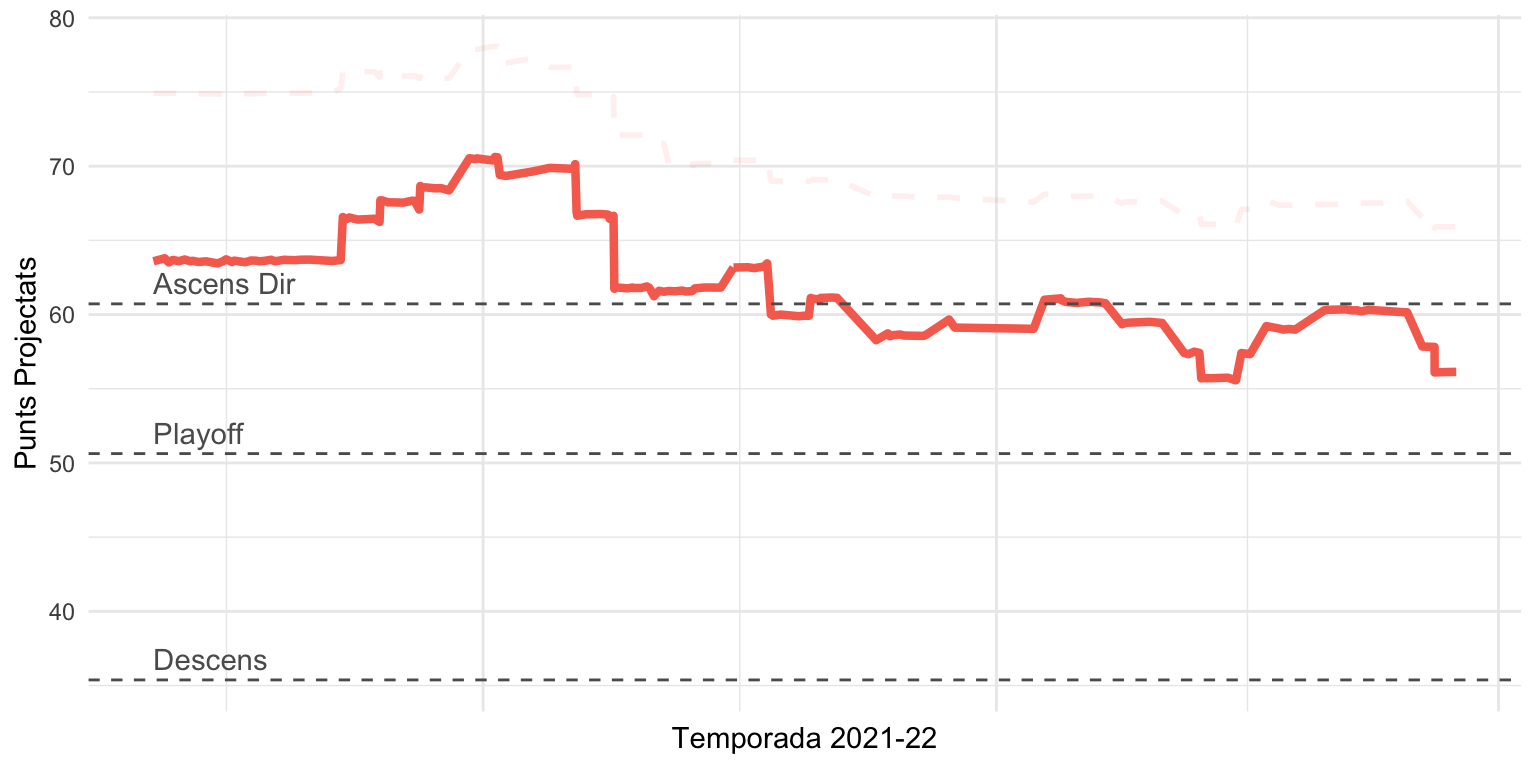 80
70
Ascens Dir
60
Playoff
50
40
Descens
Punts Projectats
Temporada 2021-22